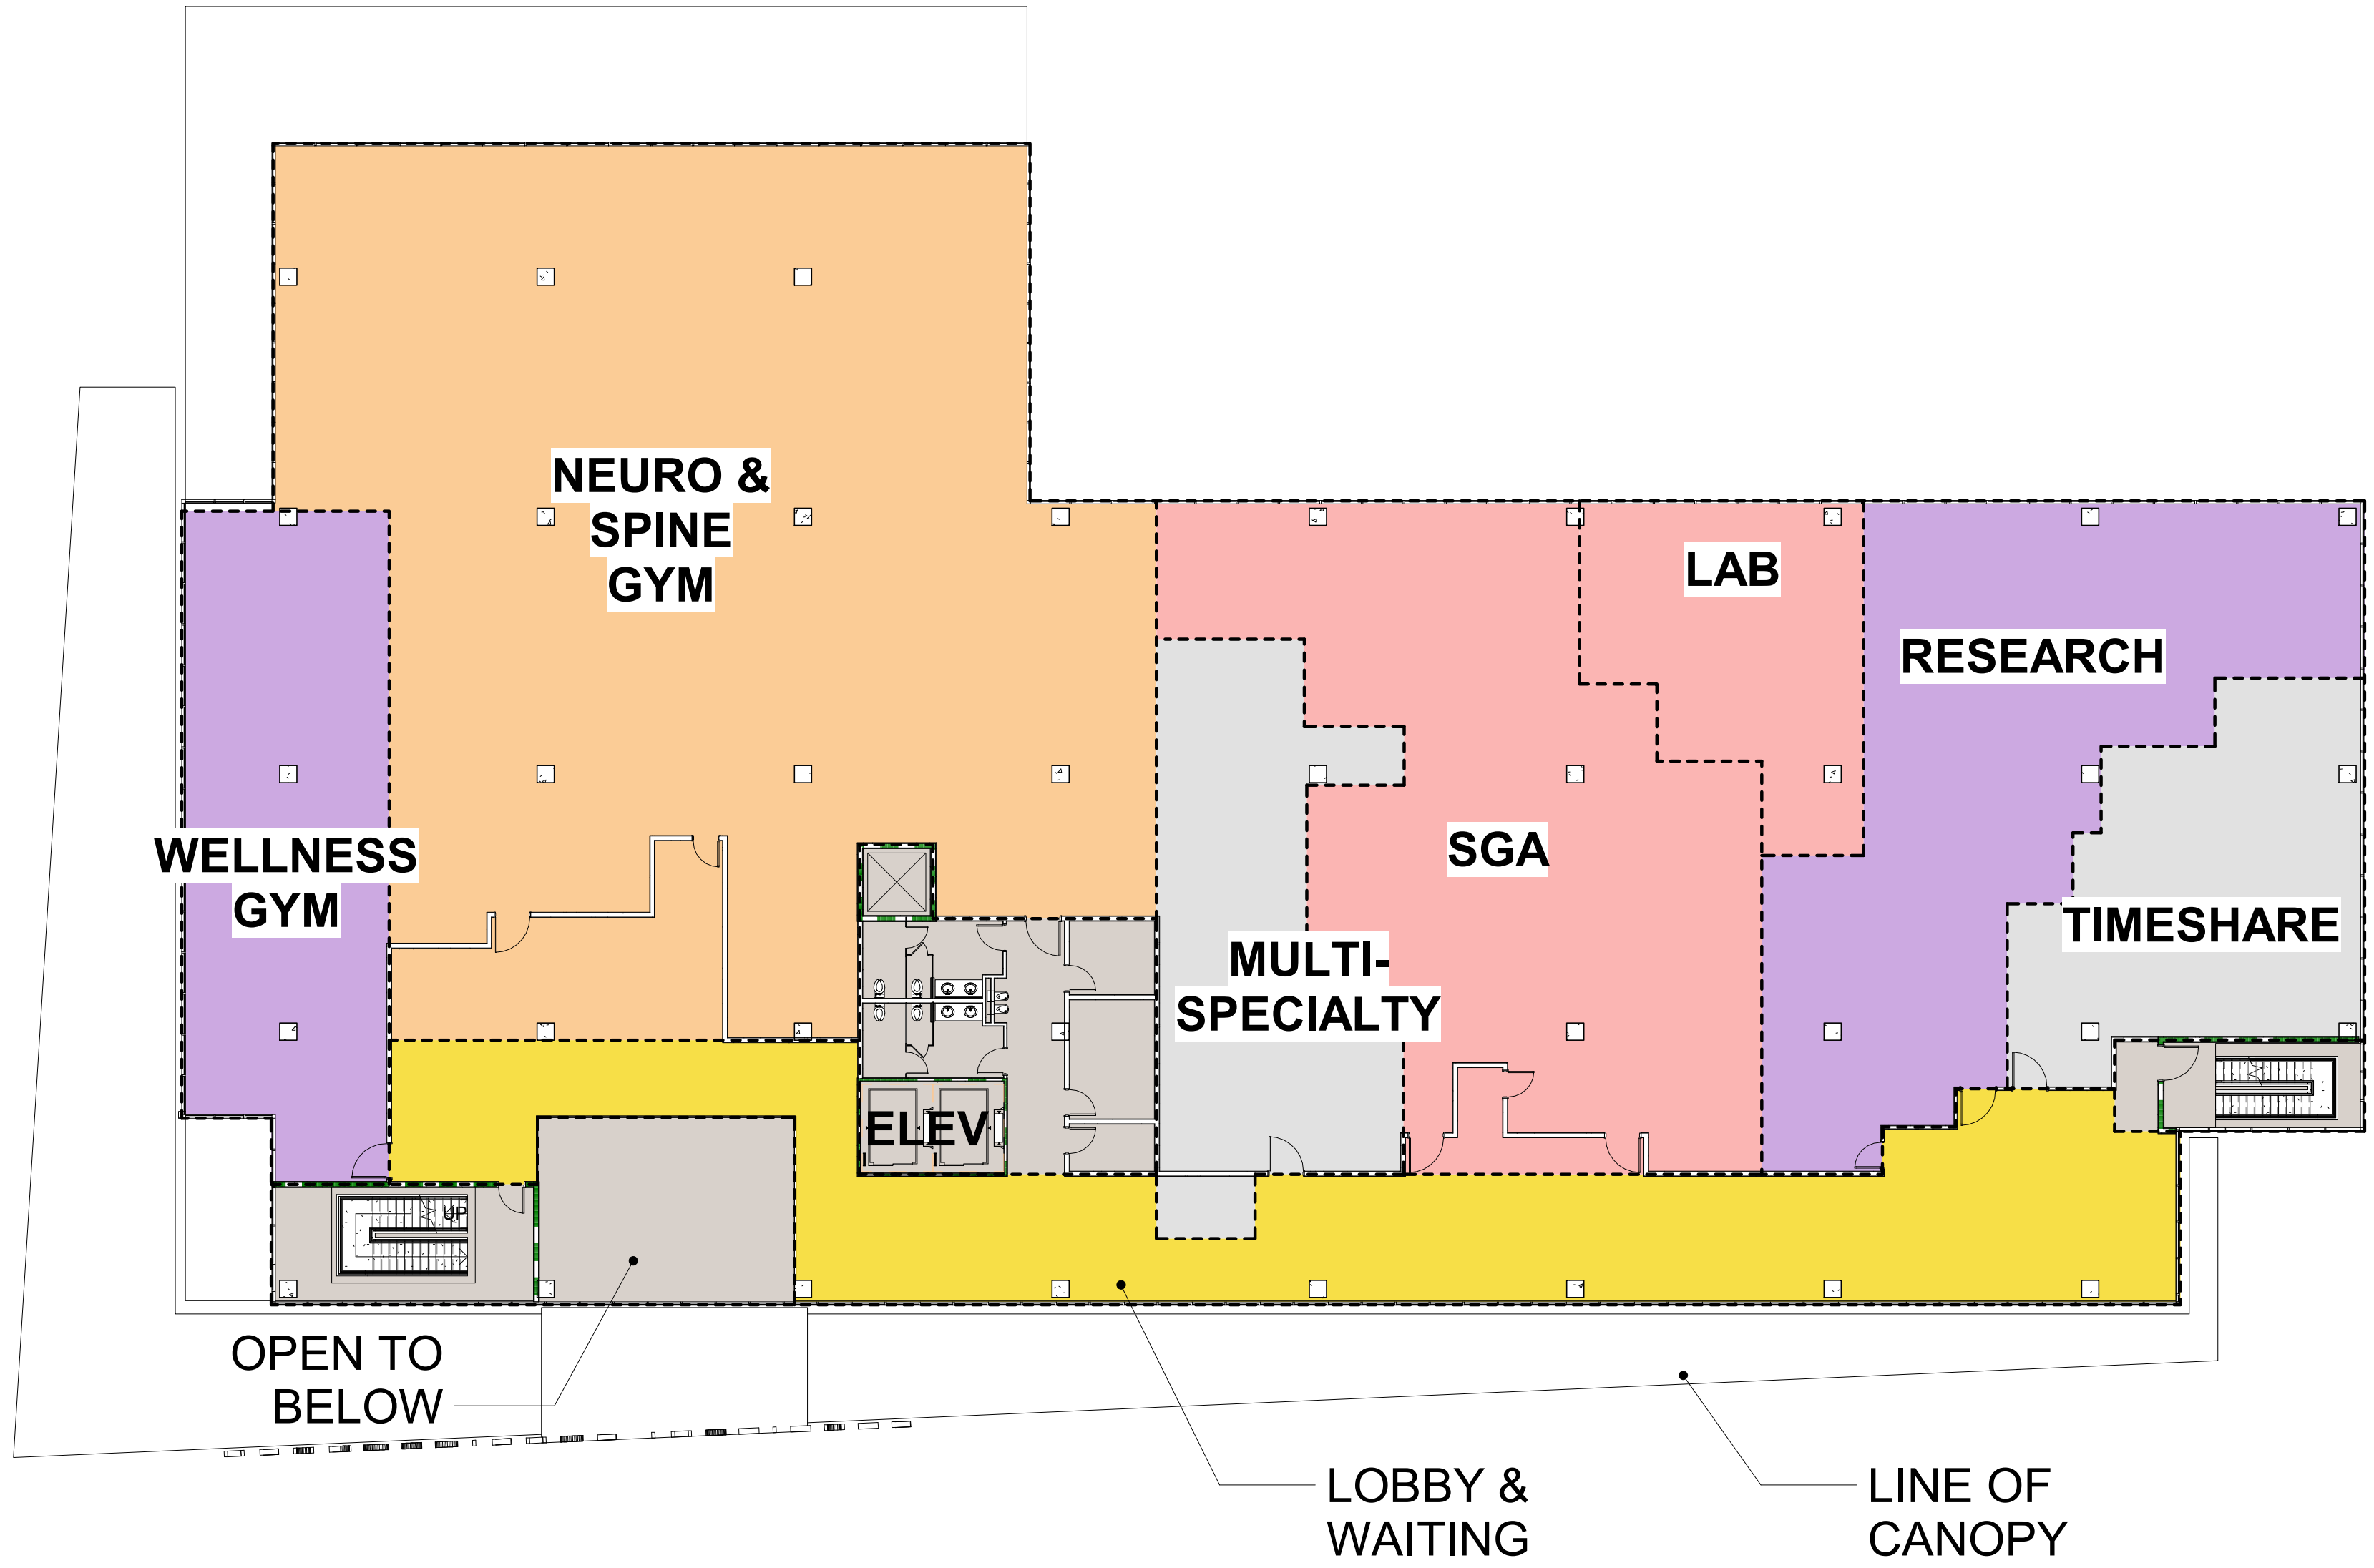 NEURO &
SPINE
GYM
LAB
RESEARCH
WELLNESS
GYM
SGA
TIMESHARE
MULTI-
SPECIALTY
ELEV
UP
OPEN TO
BELOW
LOBBY &
WAITING
LINE OF
CANOPY